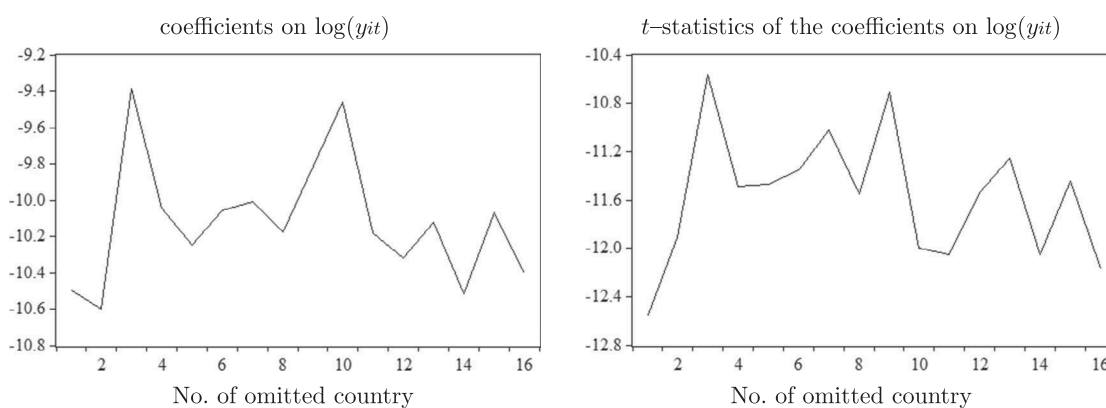 coefficients on log(yit)
-9.2
-9.4
-9.6
-9.8
-10.0
-10.2
-10.4
-10.6
-10.8
2 4 6 8 10 12 14 16
No. of omitted country
t–statistics of the coefficients on log(yit)
-10.4
-10.8
-11.2
-11.6
-12.0
-12.4
-12.8
2 4 6 8 10 12 14 16
No. of omitted country